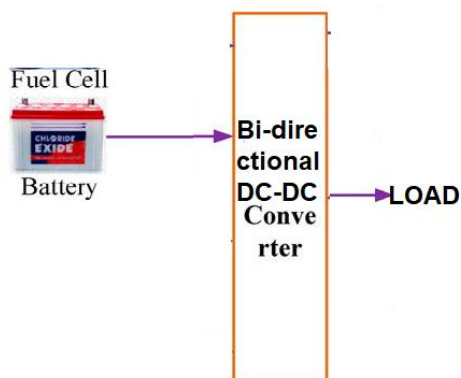 Fuel Cell
CHLORIDE
EXIDE
Battery
Bi-dire
ctional
DC-DC
Conve
rter
LOAD